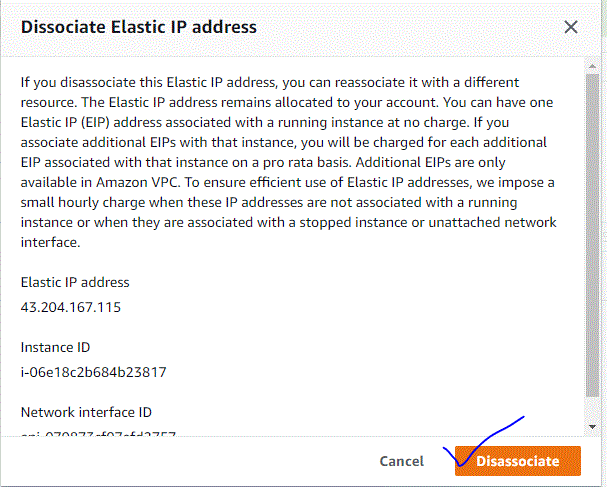 Dissociate Elastic IP address
If you disassociate this Elastic IP address, you can reassociate it with a different
resource. The Elastic IP address remains allocated to your account. You can have one
Elastic IP (EIP) address associated with a running instance at no charge. If you
associate additional EIPs with that instance, you will be charged for each additional
EIP associated with that instance on a pro rata basis. Additional EIPs are only
available in Amazon VPC. To ensure efficient use of Elastic IP addresses, we impose a
small hourly charge when these IP addresses are not associated with a running
instance or when they are associated with a stopped instance or unattached network
interface.
Elastic IP address
43.204.167.115
Instance ID
i-06e18c2b684b23817
Network interface ID
Cancel
Disassociate